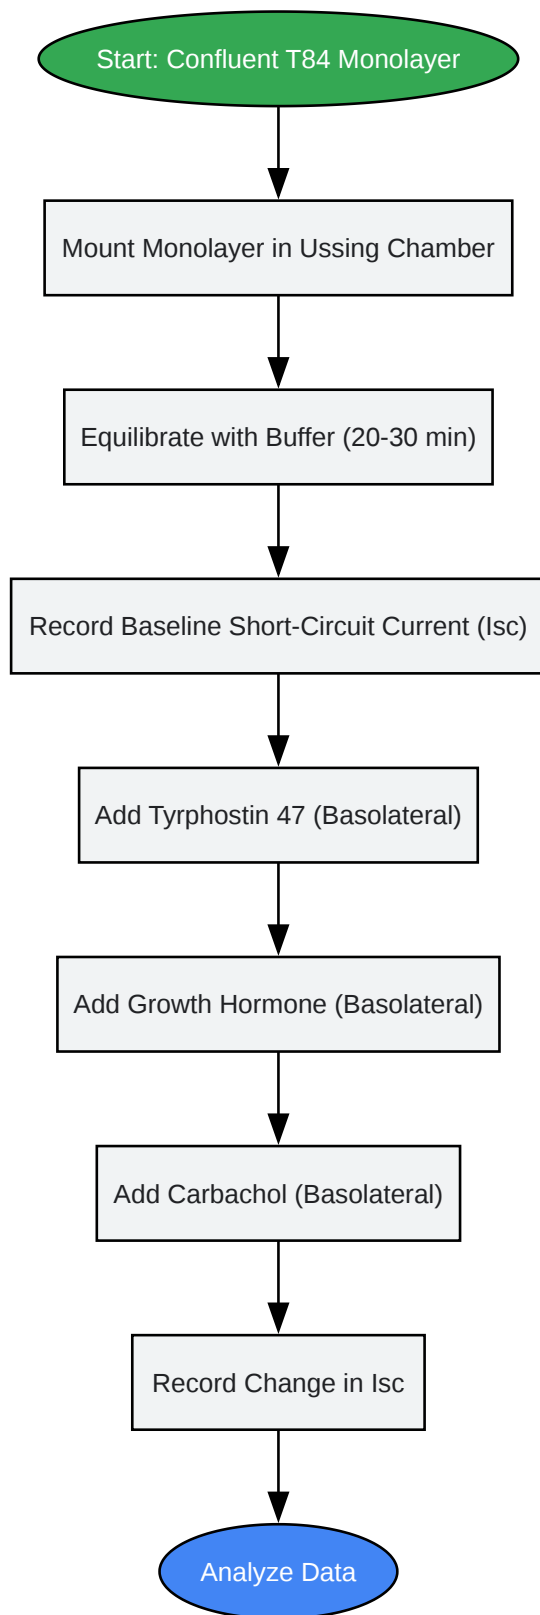 Start: Confluent T84 Monolayer
Mount Monolayer in Ussing Chamber
Equilibrate with Buffer (20-30 min)
Record Baseline Short-Circuit Current (Isc)
Add Tyrphostin 47 (Basolateral)
Add Growth Hormone (Basolateral)
Add Carbachol (Basolateral)
Record Change in Isc
Analyze Data